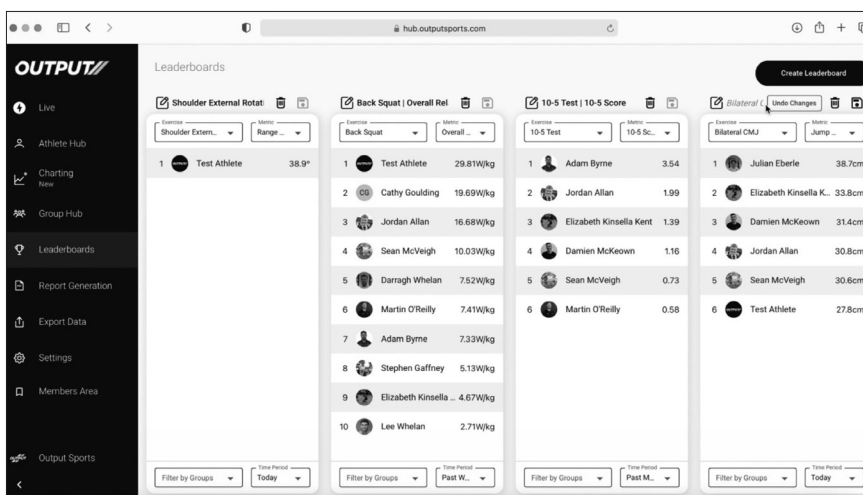 hub.outputsports.com
OUTPUT
Live
Athlete Hub
Charting
New
Group Hub
Leaderboards
Report Generation
Export Data
Settings
Members Area
Output Sports
Leaderboards
Create Leaderboard
Shoulder External Rotati
Exercise
Shoulder Extern...
Metric
Range ...
1 Test Athlete 38.9°
Filter by Groups
Time Period
Today
Back Squat | Overall Rel
Exercise
Back Squat
Metric
Overall ...
1 Test Athlete 29.81W/kg
2 CG Cathy Goulding 19.69W/kg
3 Jordan Allan 16.68W/kg
4 Sean McVeigh 10.03W/kg
5 Darragh Whelan 7.52W/kg
6 Martin O'Reilly 7.41W/kg
7 Adam Byrne 7.33W/kg
8 Stephen Gaffney 5.13W/kg
9 Elizabeth Kinsella ... 4.67W/kg
10 Lee Whelan 2.71W/kg
Filter by Groups
Time Period
Past W...
10-5 Test | 10-5 Score
Exercise
10-5 Test
Metric
10-5 Sc...
1 Adam Byrne 3.54
2 Jordan Allan 1.99
3 Elizabeth Kinsella Kent 1.39
4 Damien McKeown 1.16
5 Sean McVeigh 0.73
6 Martin O'Reilly 0.58
Filter by Groups
Time Period
Past M...
Bilateral C
Undo Changes
Exercise
Bilateral CMJ
Metric
Jump ...
1 Julian Eberle 38.7cm
2 Elizabeth Kinsella K... 33.8cm
3 Damien McKeown 31.4cm
4 Jordan Allan 30.8cm
5 Sean McVeigh 30.6cm
6 Test Athlete 27.8cm
Filter by Groups
Time Period
Today